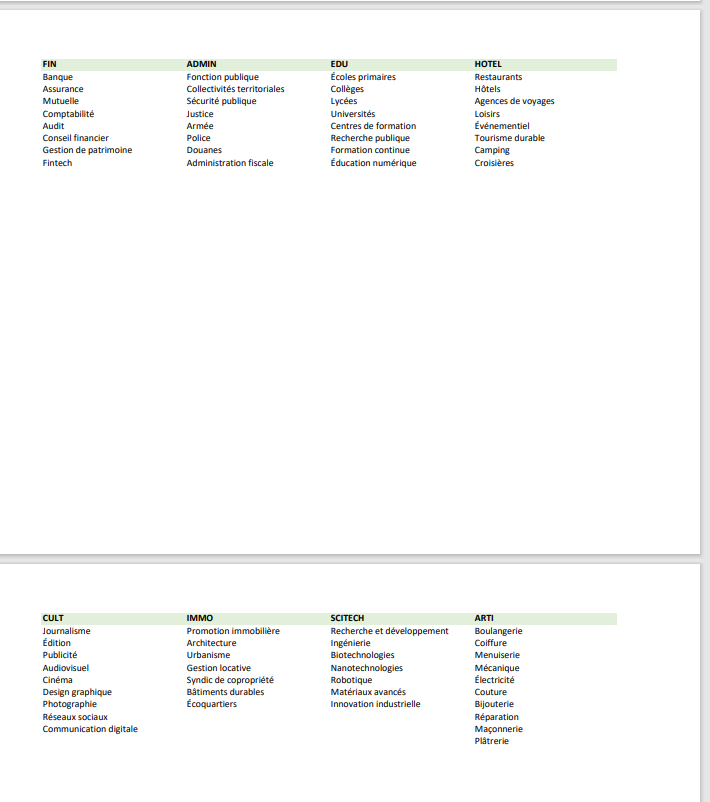 FIN ADMIN EDU HOTEL
Banque Fonction publique Écoles primaires Restaurants
Assurance Collectivités territoriales Collèges Hôtels
Mutuelle Sécurité publique Lycées Agences de voyages
Comptabilité Justice Universités Loisirs
Audit Armée Centres de formation Événementiel
Conseil financier Police Recherche publique Tourisme durable
Gestion de patrimoine Douanes Formation continue Camping
Fintech Administration fiscale Éducation numérique Croisières
CULT IMMO SCITECH ARTI
Journalisme Promotion immobilière Recherche et développement Boulangerie
Édition Architecture Ingénierie Coiffure
Publicité Urbanisme Biotechnologies Menuiserie
Audiovisuel Gestion locative Nanotechnologies Mécanique
Cinéma Syndic de copropriété Robotique Électricité
Design graphique Bâtiments durables Matériaux avancés Couture
Photographie Écoquartiers Innovation industrielle Bijouterie
Réseaux sociaux Réparation
Communication digitale Maçonnerie
Plâtrerie